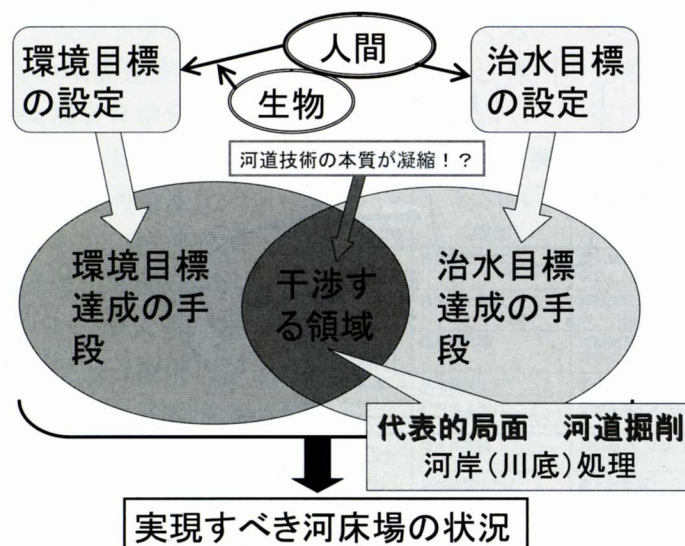 人間
環境目標
の設定
治水目標
の設定
生物
河道技術の本質が凝縮！？
環境目標
達成の手
段
干渉す
る領域
治水目標
達成の手
段
代表的局面　河道掘削
河岸(川底)処理
実現すべき河床場の状況